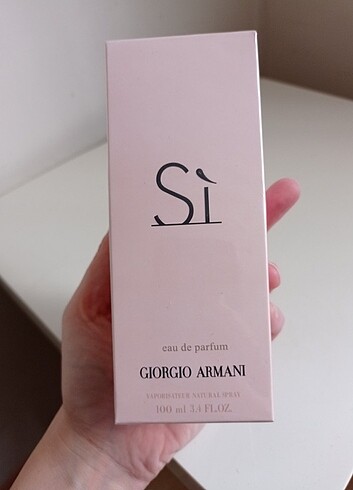 Sì
eau de parfum
GIORGIO ARMANI
VAPORISATEUR NATURAL SPRAY
100 ml 3.4 FL.OZ.